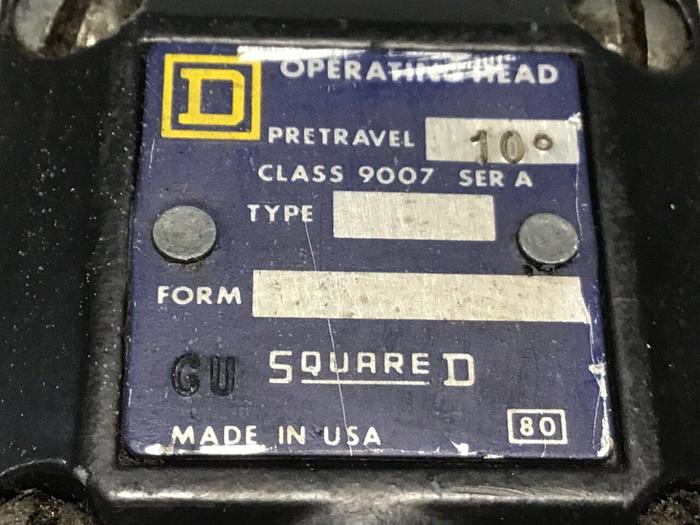 D
OPERATING HEAD
PRETRAVEL 10°
CLASS 9007 SER A
TYPE
FORM
GU SQUARE D
MADE IN USA 80